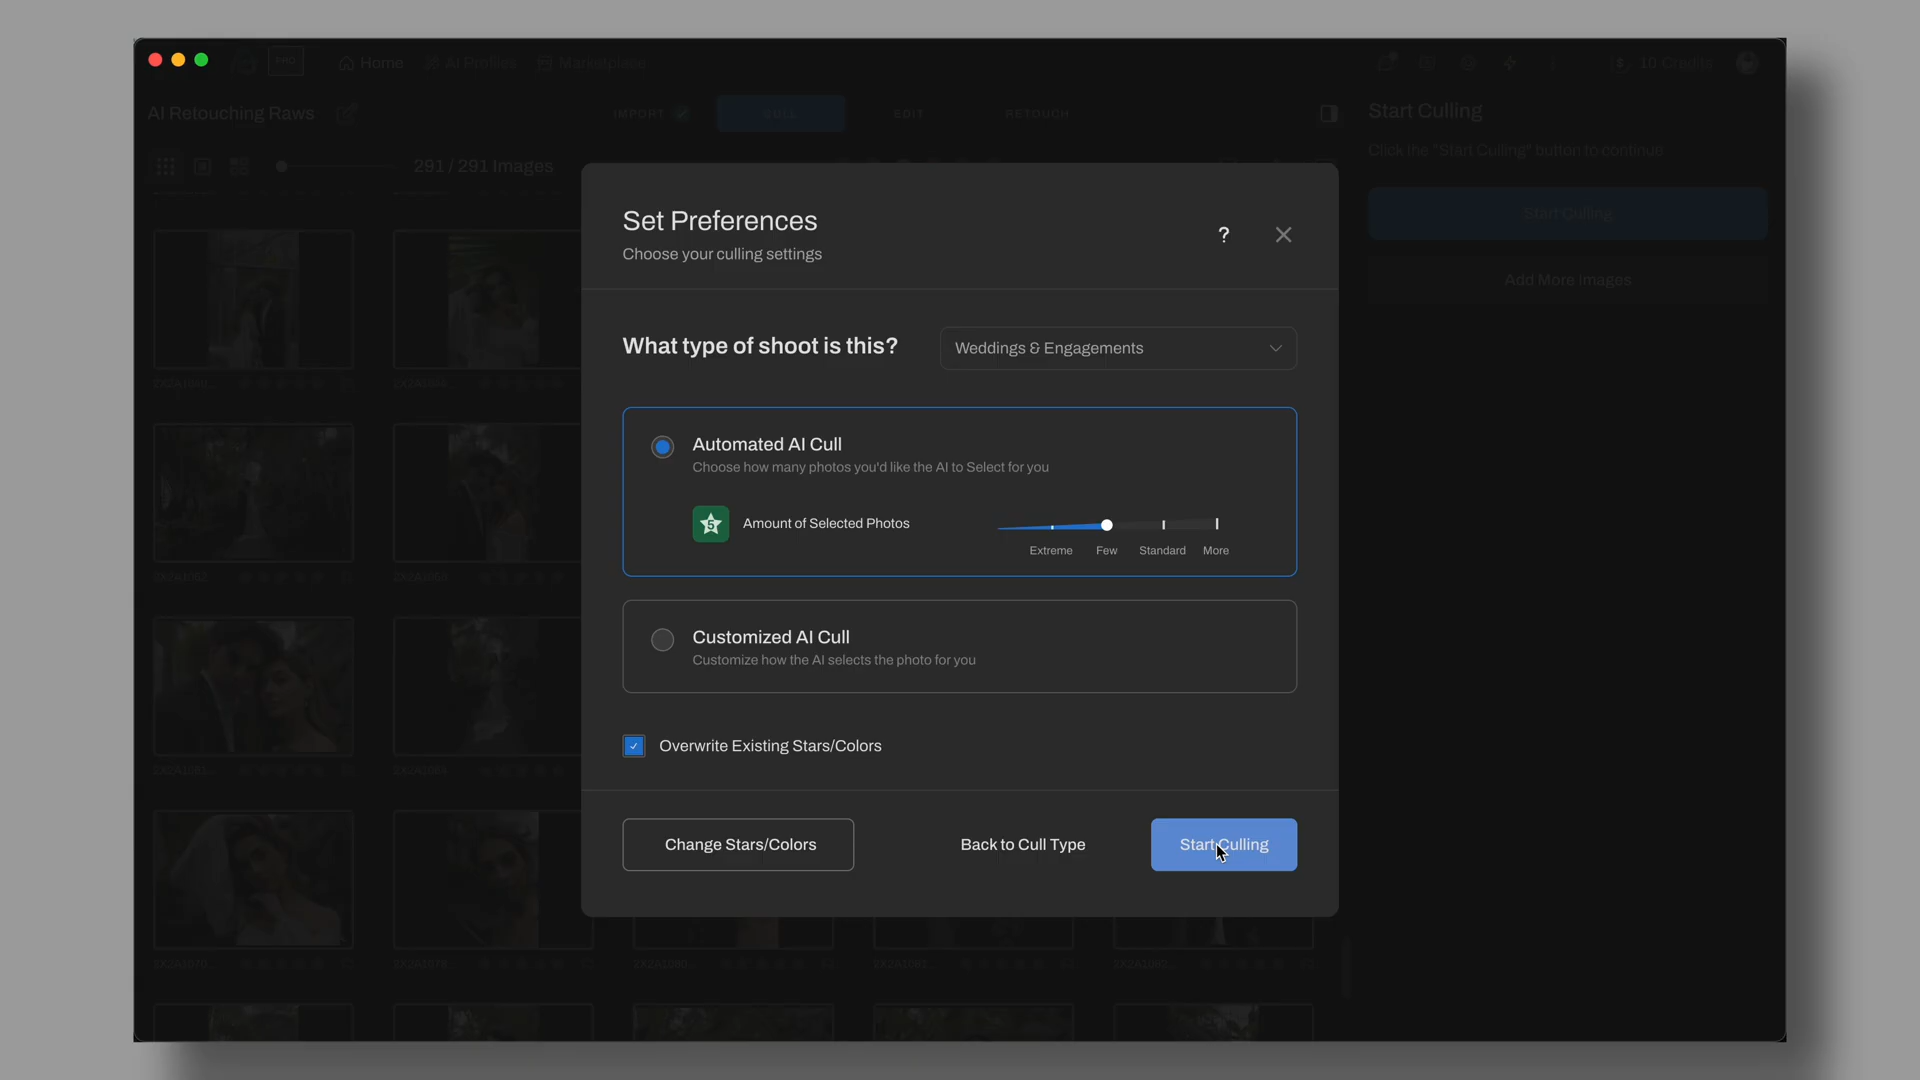 PRO
Home
AI Profiles
Marketplace
10 Credits
AI Retouching Raws
IMPORT
CULL
EDIT
RETOUCH
291 / 291 Images
Start Culling
Click the "Start Culling" button to continue
Start Culling
Add More Images
Set Preferences
?
Choose your culling settings
What type of shoot is this?
Weddings & Engagements
Automated AI Cull
Choose how many photos you'd like the AI to Select for you
5
Amount of Selected Photos
Extreme Few Standard More
Customized AI Cull
Customize how the AI selects the photo for you
Overwrite Existing Stars/Colors
Change Stars/Colors
Back to Cull Type
Start Culling